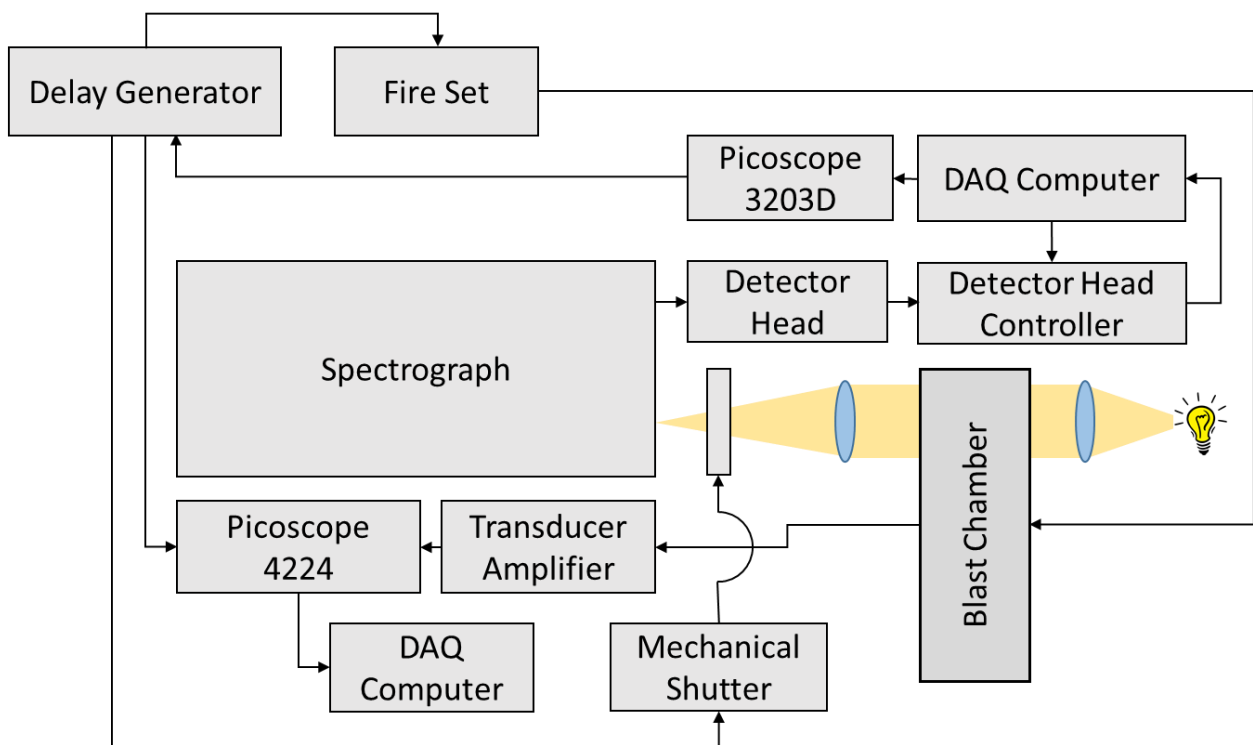 Delay Generator
Fire Set
Picoscope
3203D
DAQ Computer
Detector
Head
Detector Head
Controller
Spectrograph
Blast Chamber
Picoscope
4224
Transducer
Amplifier
DAQ
Computer
Mechanical
Shutter